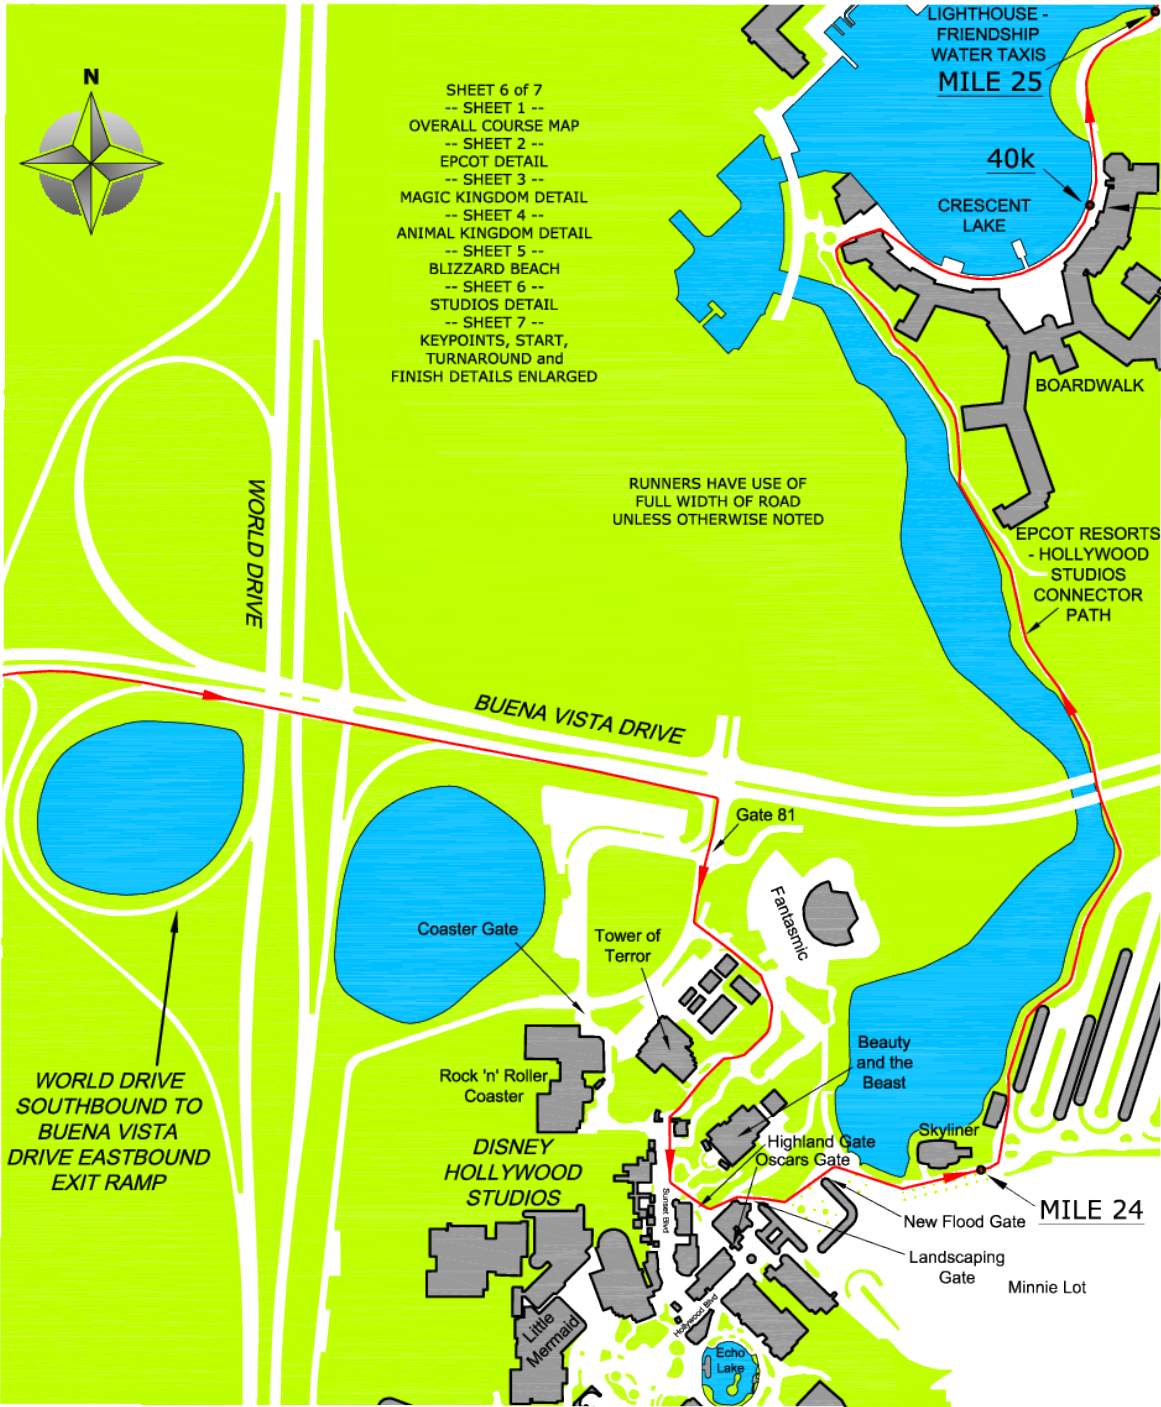 N
SHEET 6 of 7
-- SHEET 1 --
OVERALL COURSE MAP
-- SHEET 2 --
EPCOT DETAIL
-- SHEET 3 --
MAGIC KINGDOM DETAIL
-- SHEET 4 --
ANIMAL KINGDOM DETAIL
-- SHEET 5 --
BLIZZARD BEACH
-- SHEET 6 --
STUDIOS DETAIL
-- SHEET 7 --
KEYPOINTS, START,
TURNAROUND and
FINISH DETAILS ENLARGED
LIGHTHOUSE -
FRIENDSHIP
WATER TAXIS
MILE 25
40k
CRESCENT
LAKE
BOARDWALK
RUNNERS HAVE USE OF
FULL WIDTH OF ROAD
UNLESS OTHERWISE NOTED
EPCOT RESORTS
- HOLLYWOOD
STUDIOS
CONNECTOR
PATH
WORLD DRIVE
BUENA VISTA DRIVE
Gate 81
Fantasmic
Coaster Gate
Tower of
Terror
Beauty
and the
Beast
Rock 'n' Roller
Coaster
WORLD DRIVE
SOUTHBOUND TO
BUENA VISTA
DRIVE EASTBOUND
EXIT RAMP
DISNEY
HOLLYWOOD
STUDIOS
Skyliner
Highland Gate
Oscars Gate
Sunset Blvd
New Flood Gate
MILE 24
Landscaping
Gate
Minnie Lot
Hollywood Blvd
Little
Mermaid
Echo
Lake